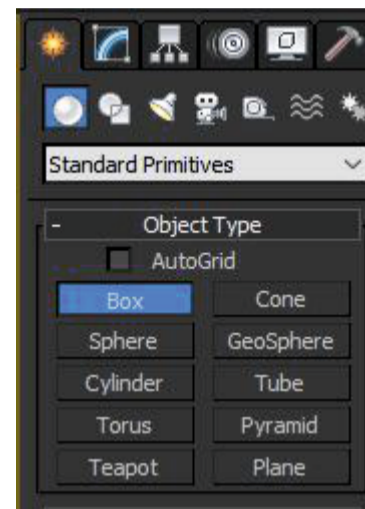 Standard Primitives
- Object Type
AutoGrid
Box Cone
Sphere GeoSphere
Cylinder Tube
Torus Pyramid
Teapot Plane